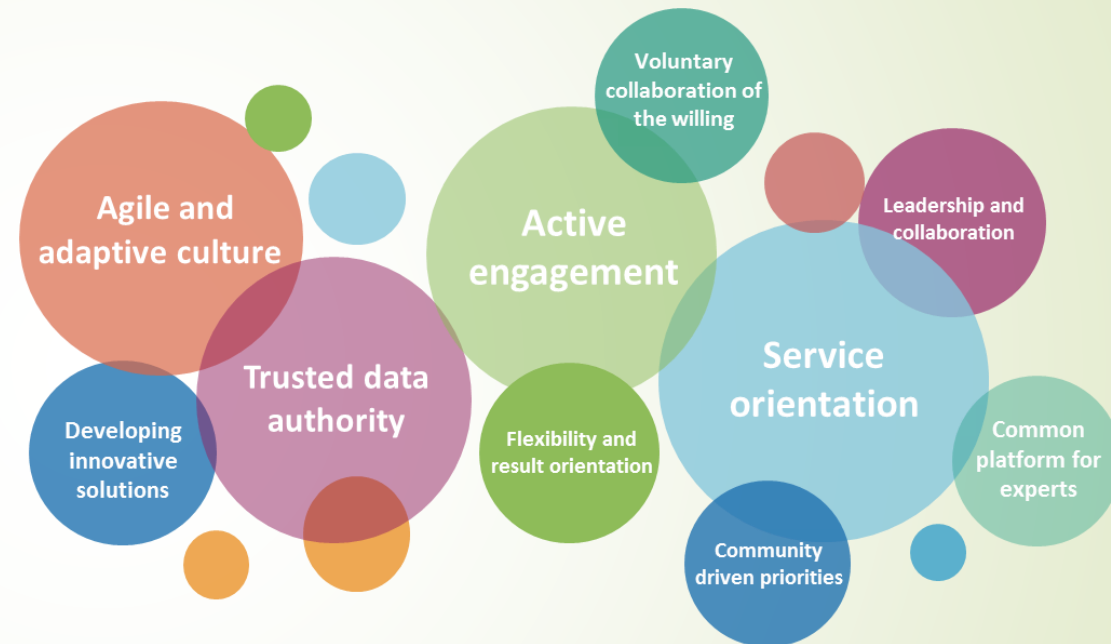 Voluntary
collaboration of
the willing
Agile and
adaptive culture
Active
engagement
Leadership and
collaboration
Trusted data
authority
Service
orientation
Developing
innovative
solutions
Flexibility and
result orientation
Common
platform for
experts
Community
driven priorities